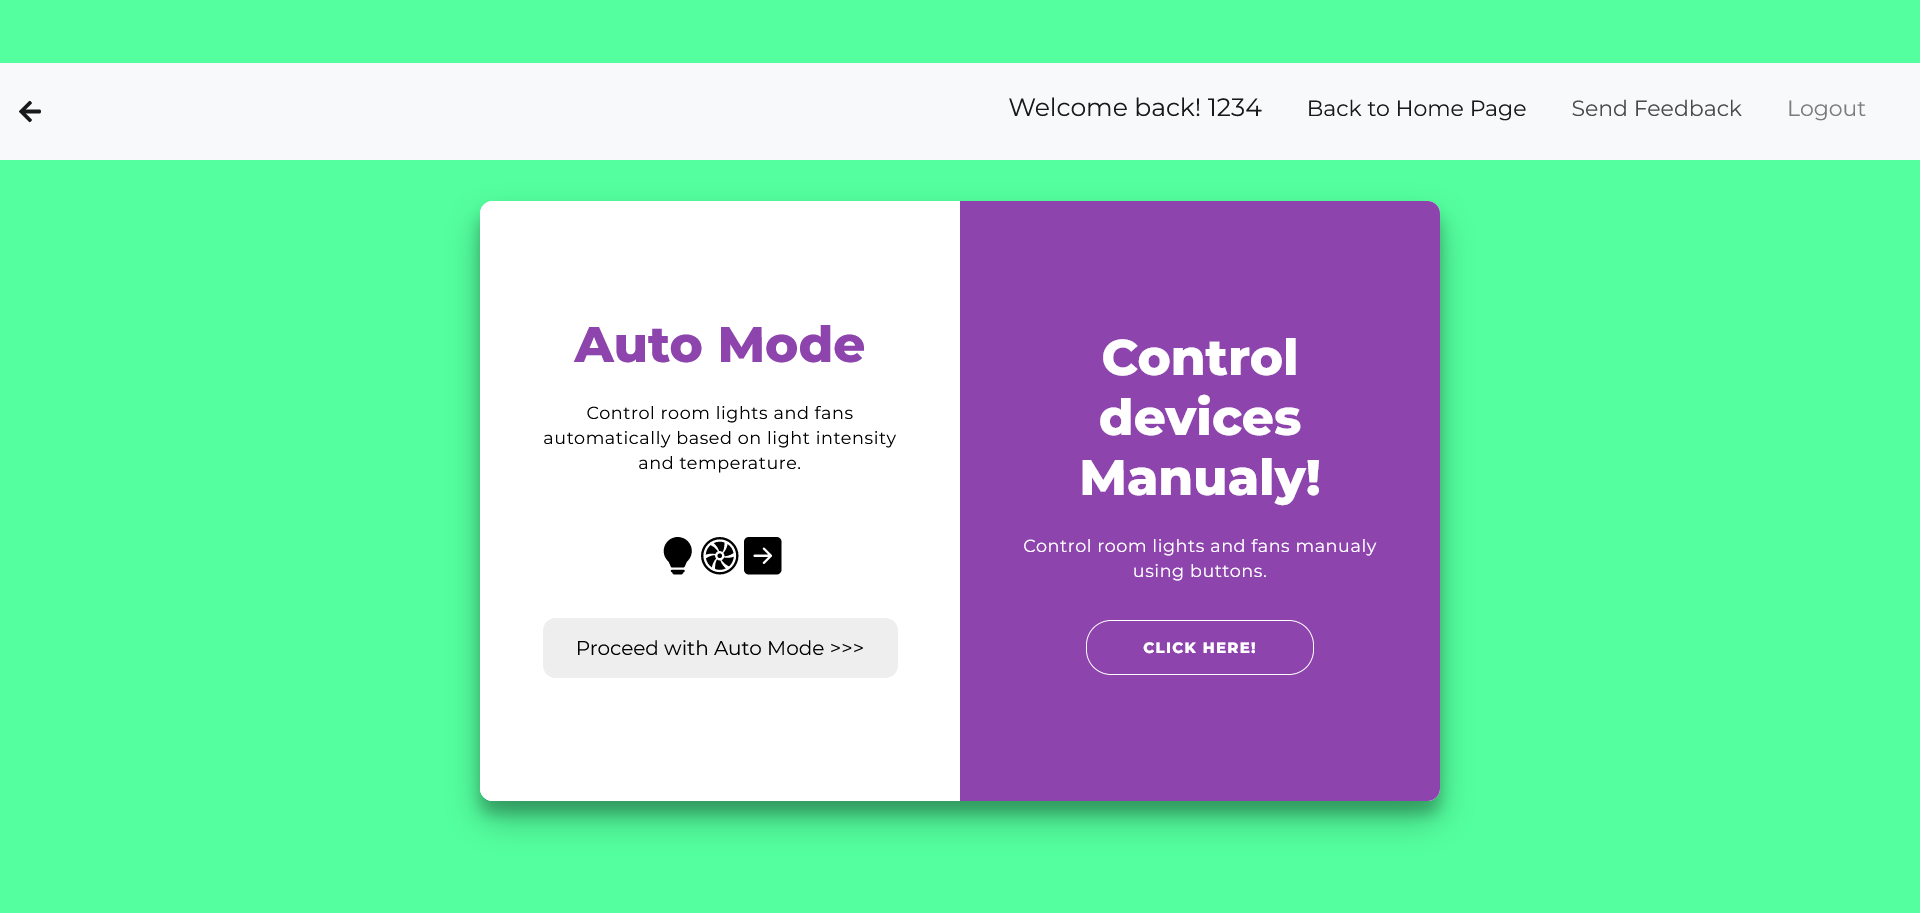 Welcome back! 1234 Back to Home Page Send Feedback Logout
Auto Mode
Control room lights and fans
automatically based on light intensity
and temperature.
Proceed with Auto Mode >>>
Control
devices
Manualy!
Control room lights and fans manualy
using buttons.
CLICK HERE!